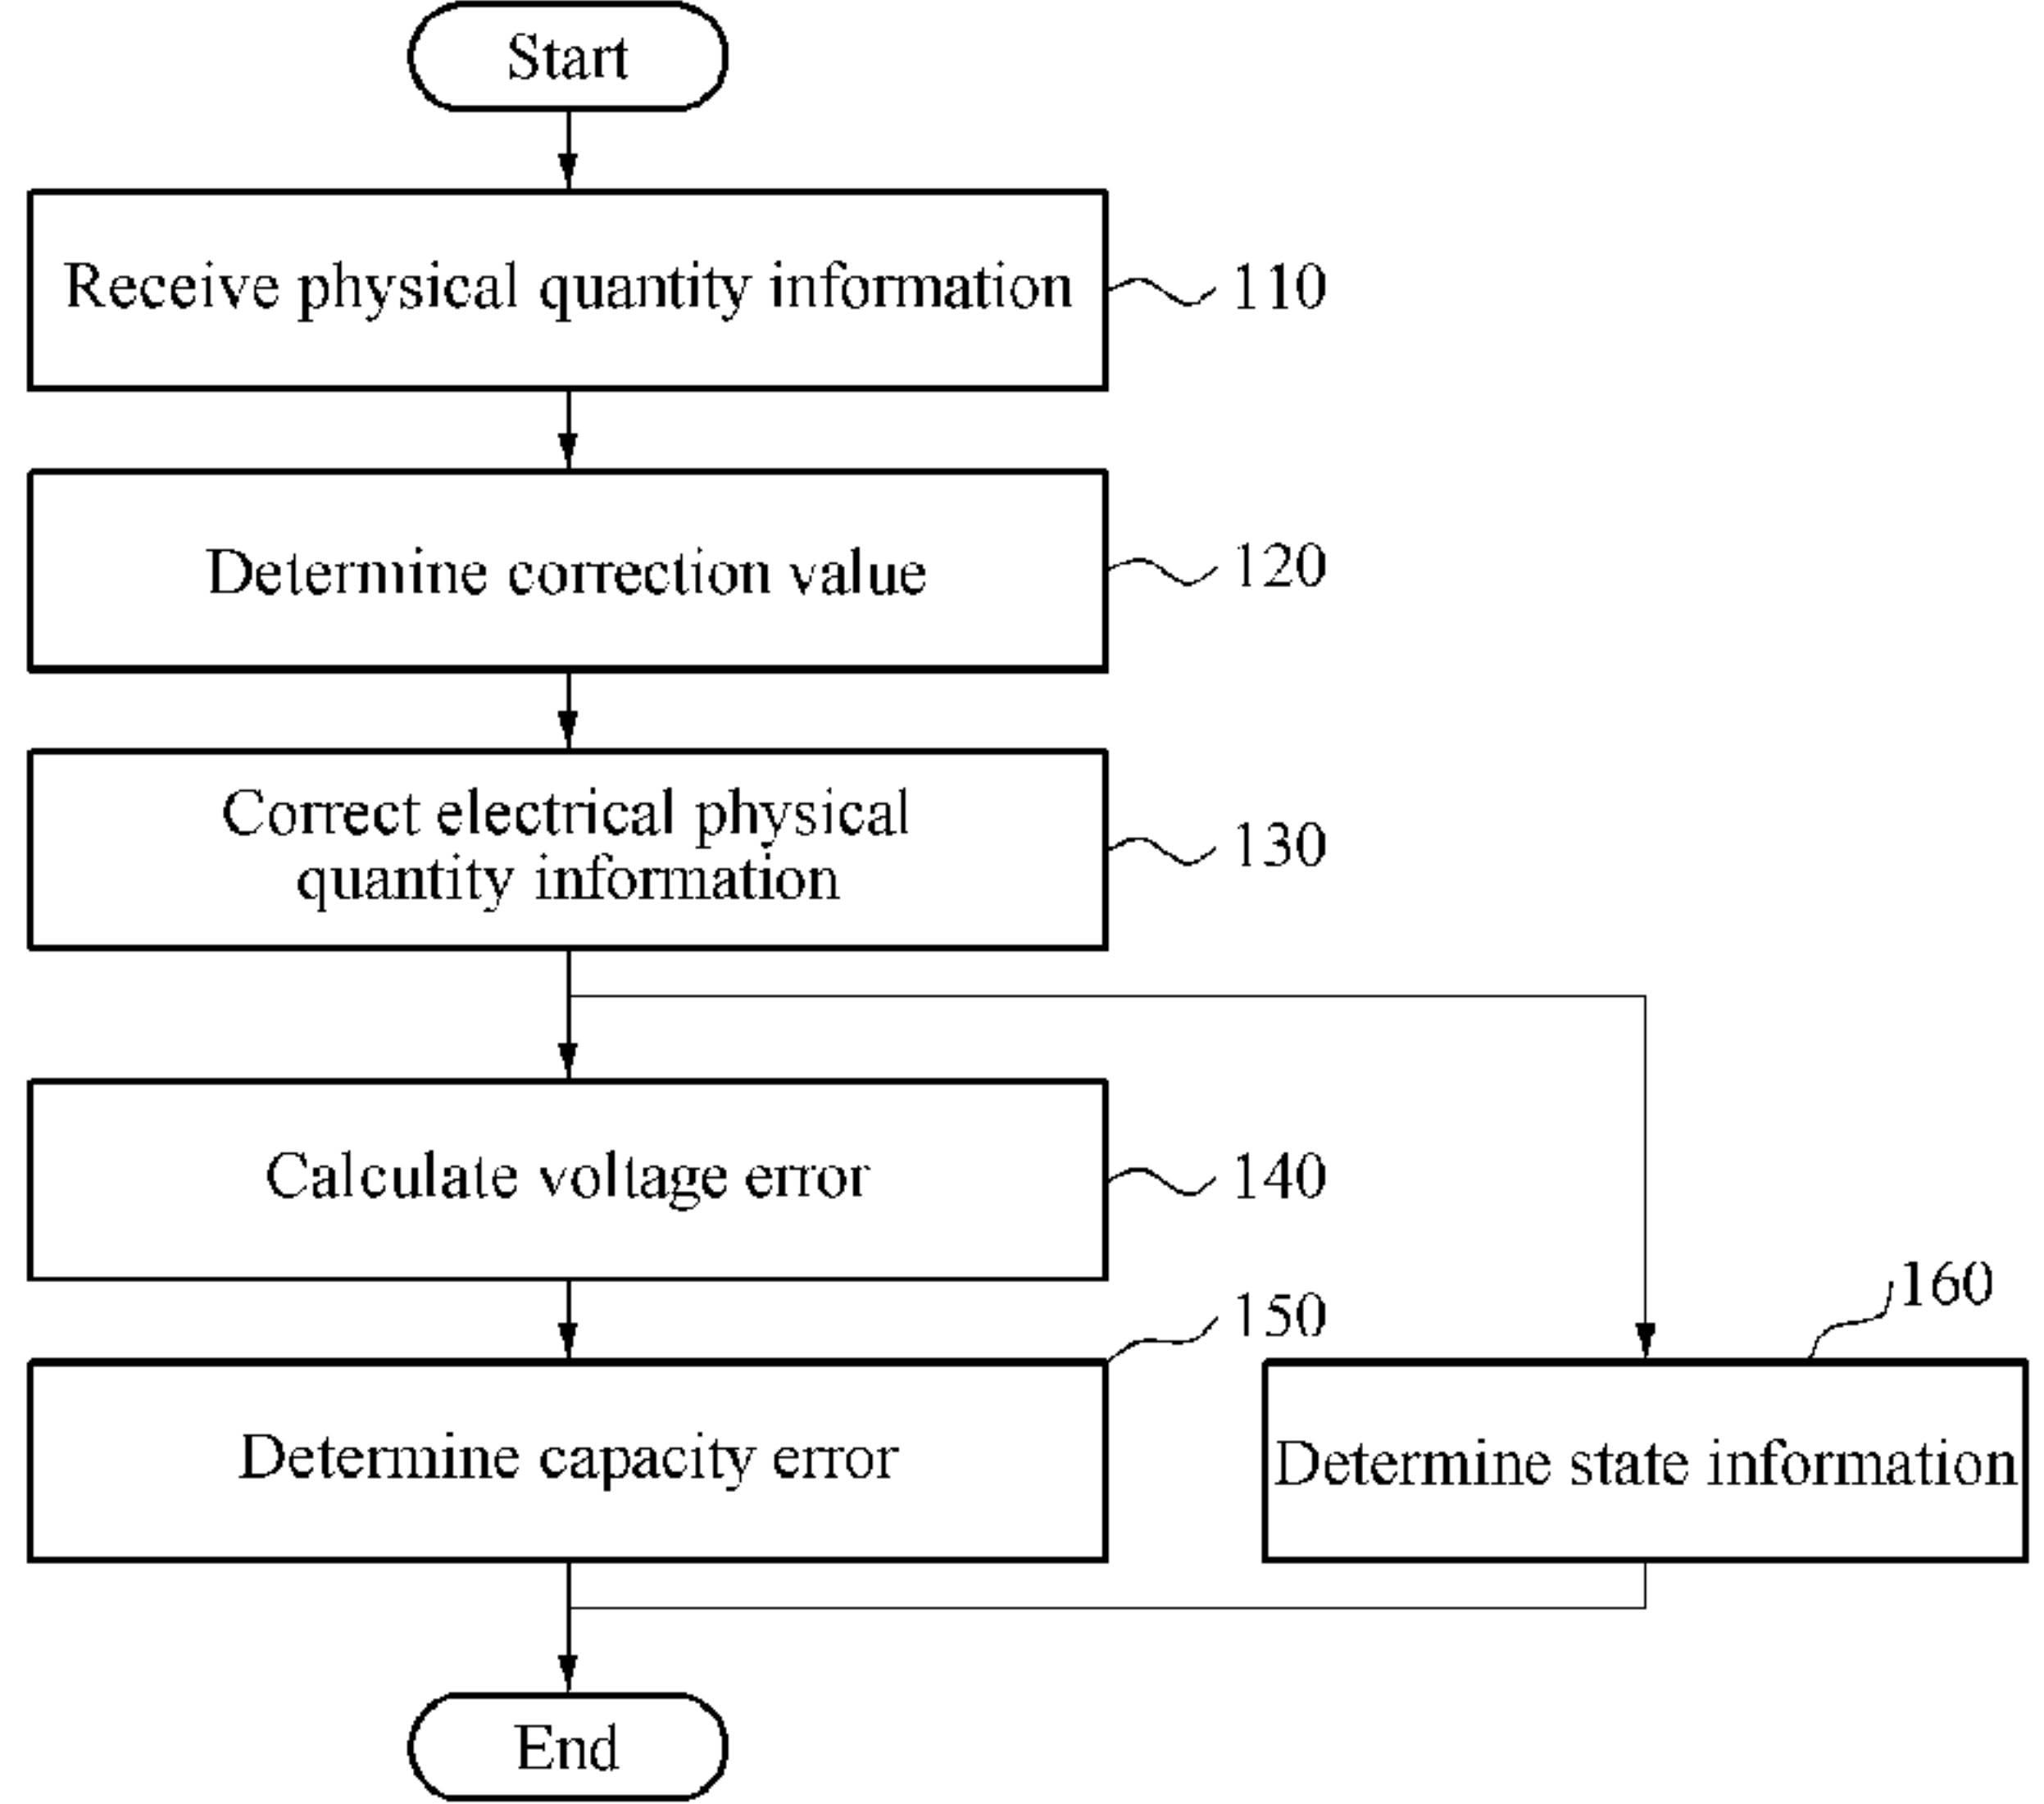 Start
Receive physical quantity information
110
Determine correction value
120
Correct electrical physical
quantity information
130
Calculate voltage error
140
150
160
Determine capacity error
Determine state information
End